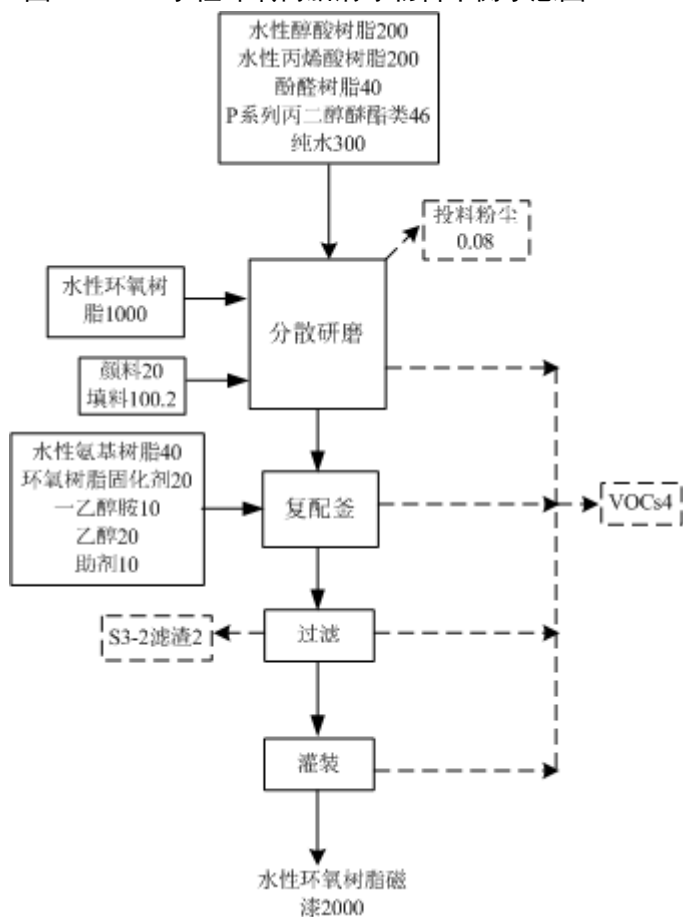 水性醇酸树脂200
水性丙烯酸树脂200
酚醛树脂40
P系列丙二醇醚酯类46
纯水300
投料粉尘
0.08
水性环氧树
脂1000
分散研磨
颜料20
填料100.2
水性氨基树脂40
环氧树脂固化剂20
一乙醇胺10
乙醇20
助剂10
复配釜
VOCs4
S3-2滤渣2
过滤
灌装
水性环氧树脂磁
漆2000